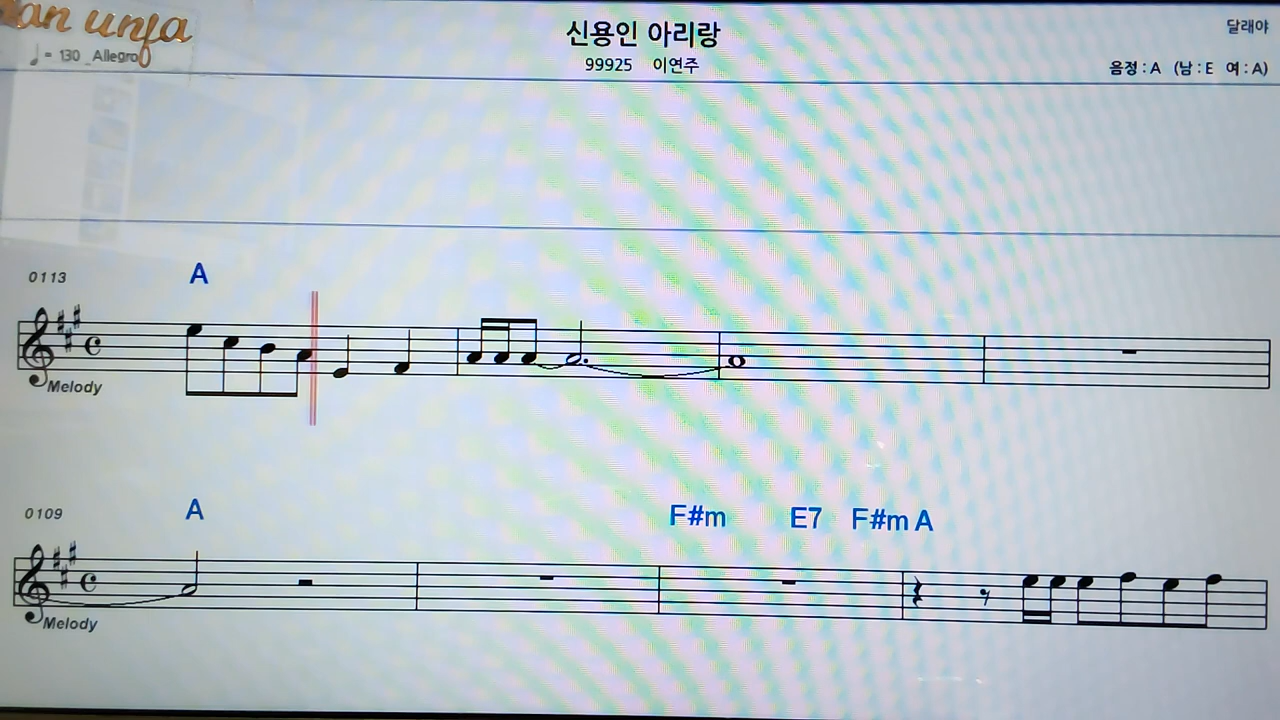 신용인 아리랑
달래야
♩= 130 _Allegro
99925 이연주
음정 : A (남 : E 여 : A)
0113
A
Melody
0109
A F#m E7 F#m A
Melody